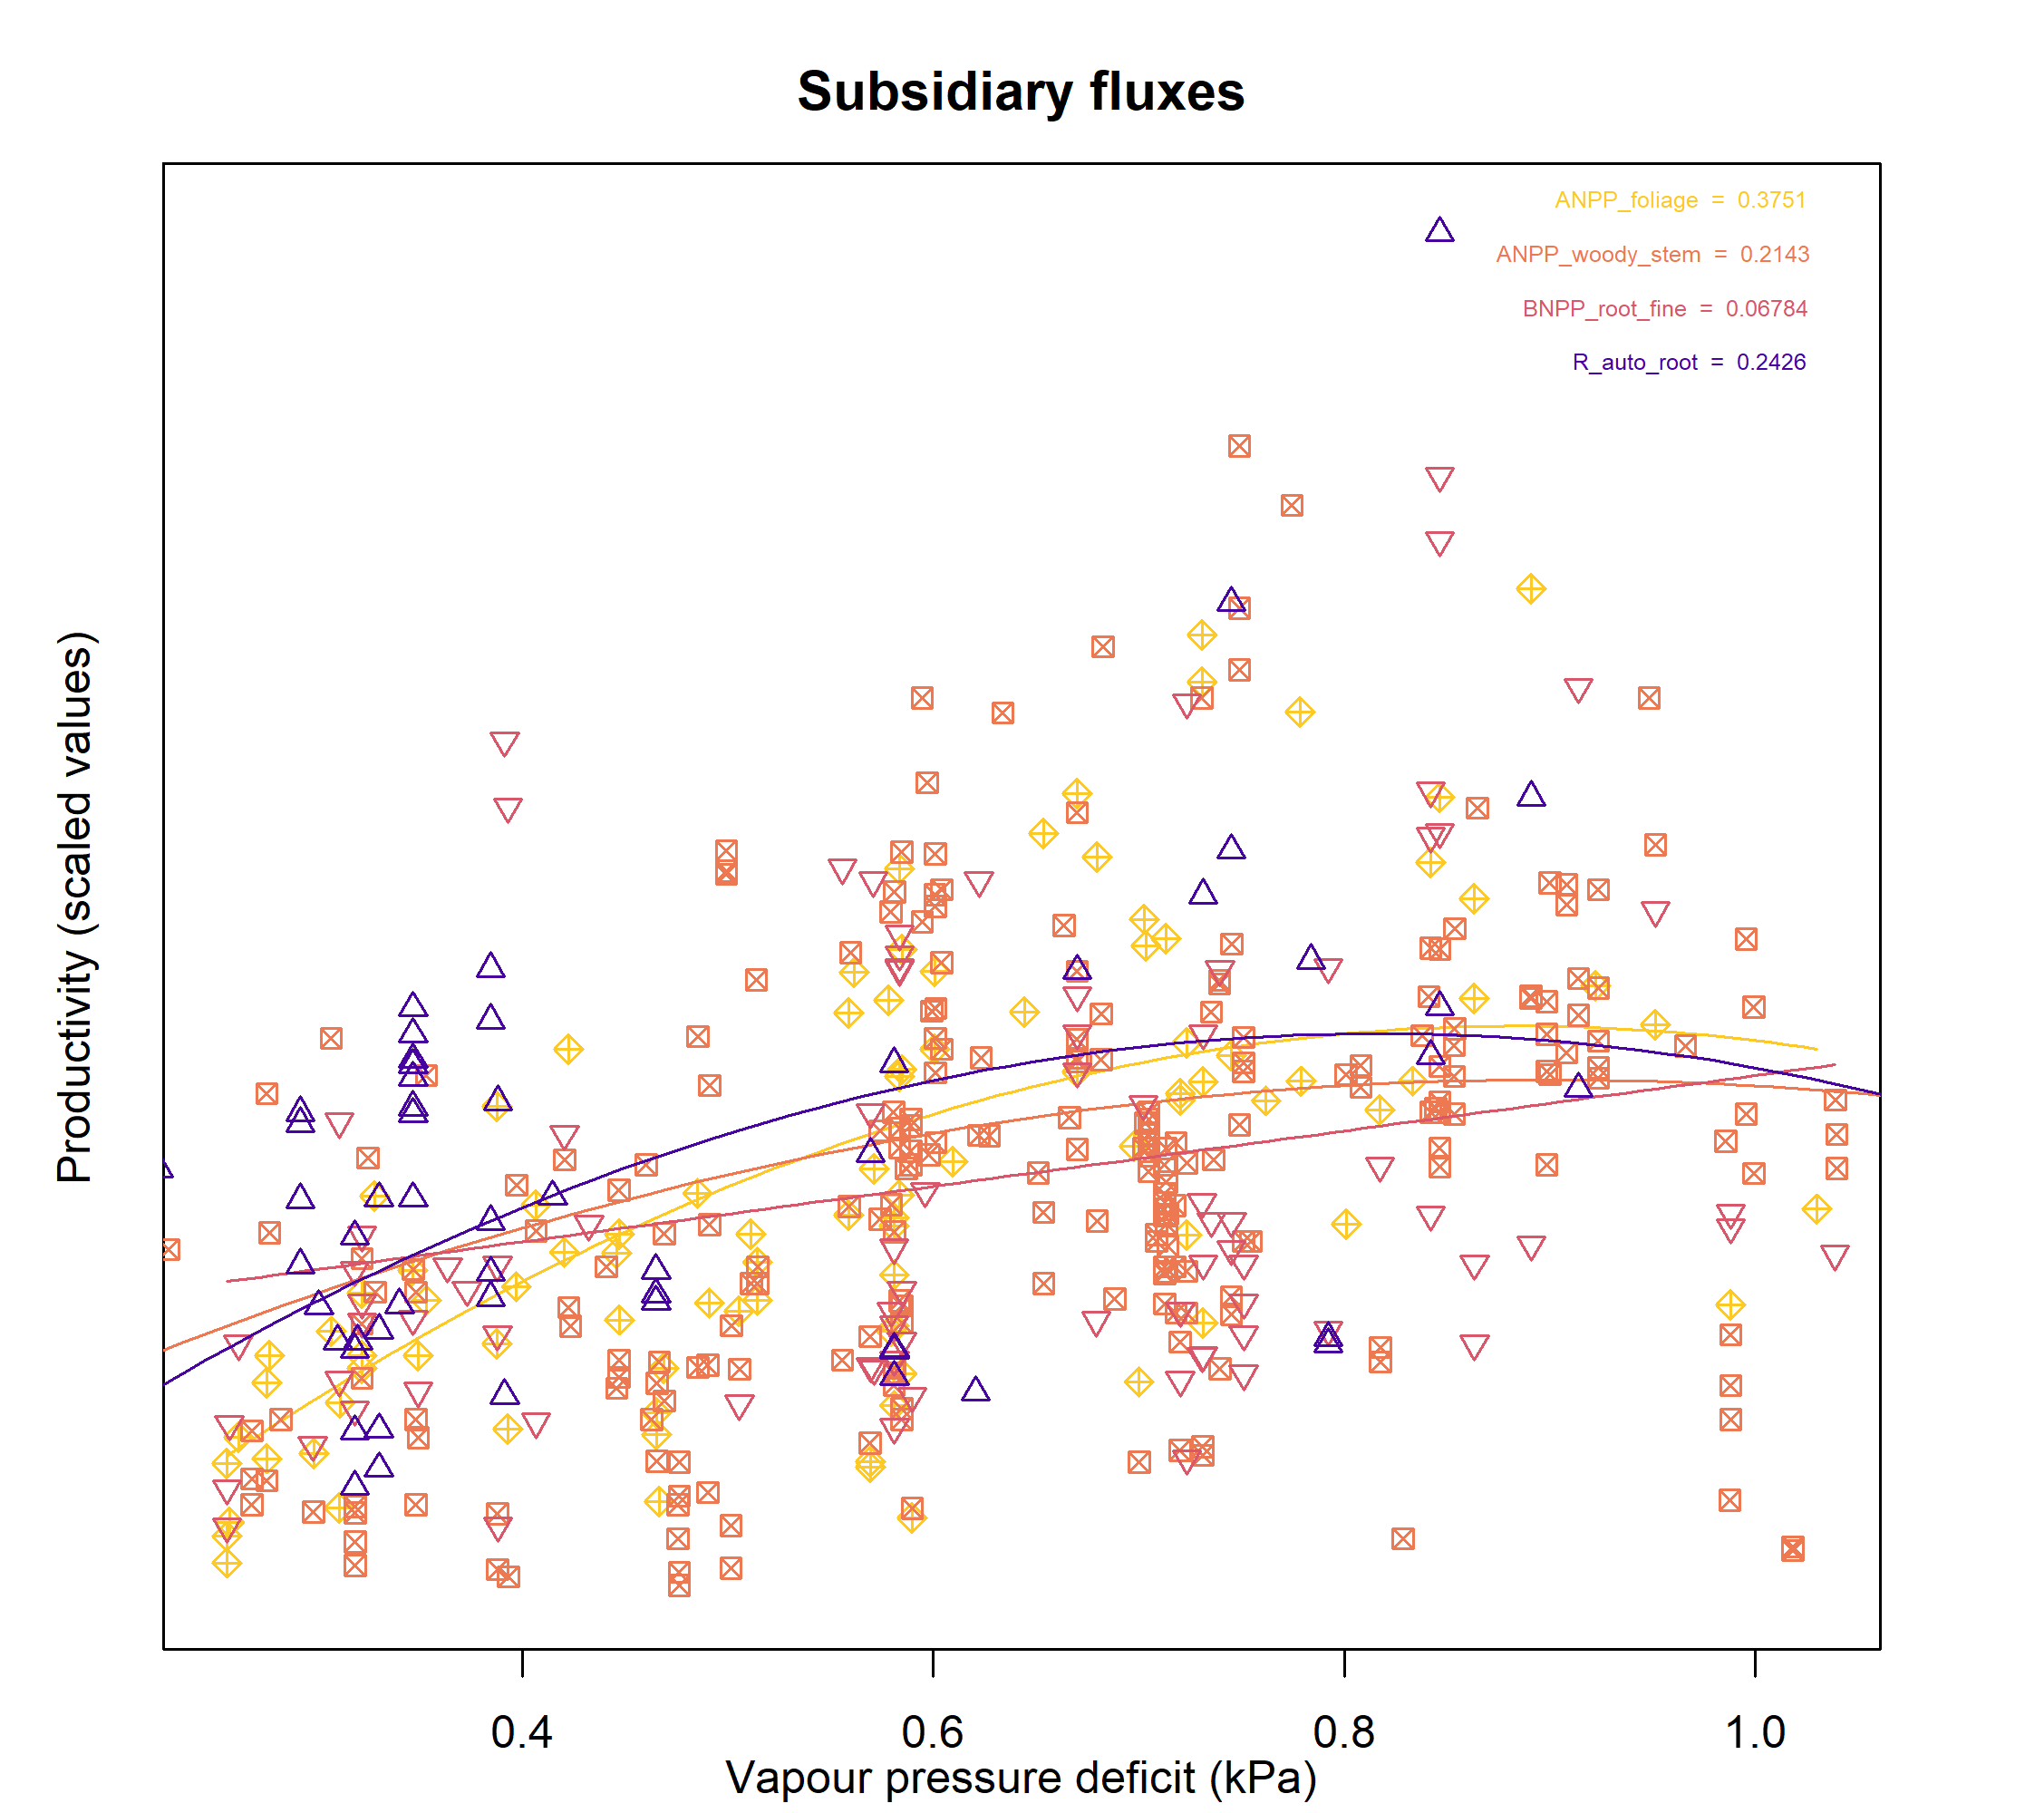 Subsidiary fluxes
ANPP_foliage = 0.3751
ANPP_woody_stem = 0.2143
BNPP_root_fine = 0.06784
R_auto_root = 0.2426
Productivity (scaled values)
0.4 0.6 0.8 1.0
Vapour pressure deficit (kPa)